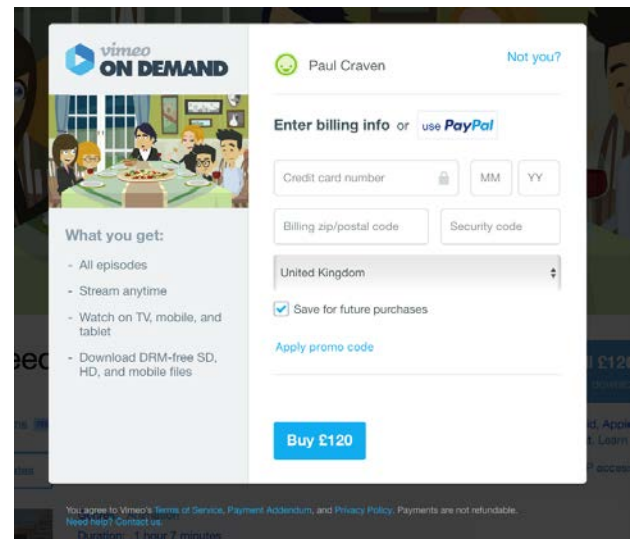 vimeo
ON DEMAND
What you get:
- All episodes
- Stream anytime
- Watch on TV, mobile, and
tablet
- Download DRM-free SD,
HD, and mobile files
Paul Craven
Not you?
Enter billing info or use PayPal
Credit card number MM YY
Billing zip/postal code Security code
United Kingdom
Save for future purchases
Apply promo code
Buy £120
You agree to Vimeo's Terms of Service, Payment Addendum, and Privacy Policy. Payments are not refundable.
Need help? Contact us.
Duration: 1 hour 7 minutes